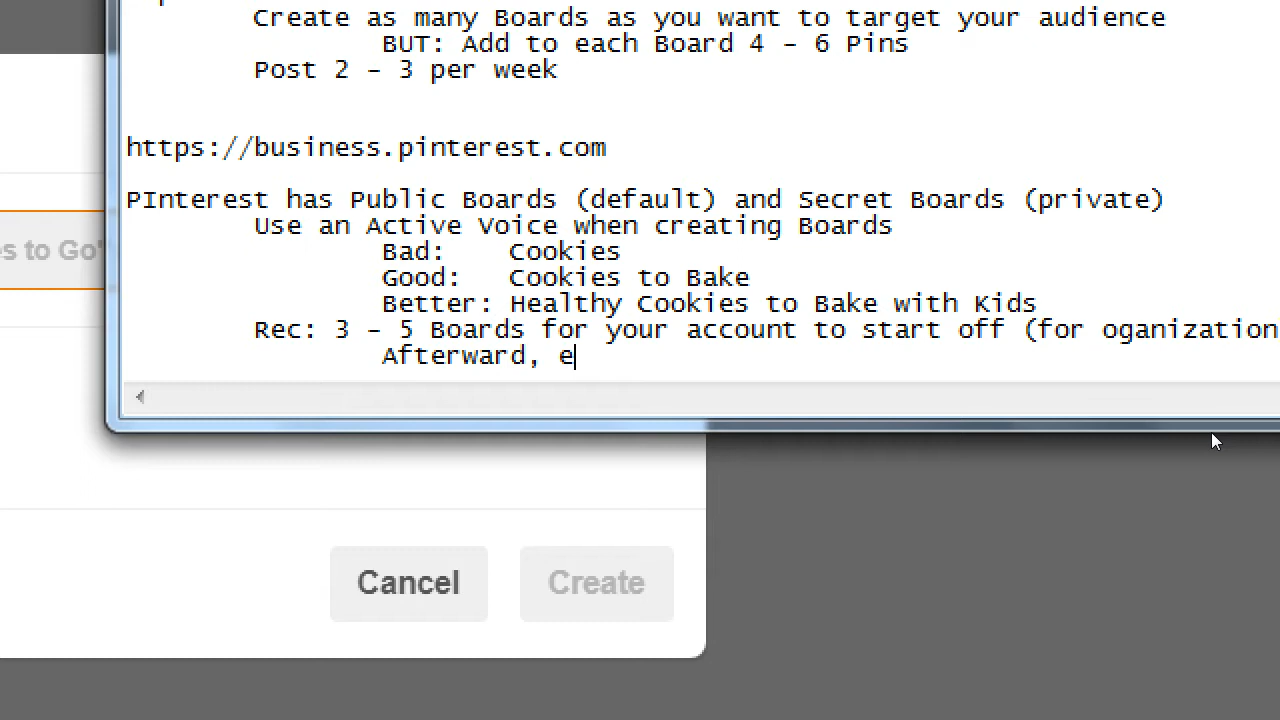 Create as many Boards as you want to target your audience
BUT: Add to each Board 4 - 6 Pins
Post 2 - 3 per week
https://business.pinterest.com
PInterest has Public Boards (default) and Secret Boards (private)
Use an Active Voice when creating Boards
Bad: Cookies
Good: Cookies to Bake
Better: Healthy Cookies to Bake with Kids
Rec: 3 - 5 Boards for your account to start off (for oganization
Afterward, e
s to Go"
Cancel Create